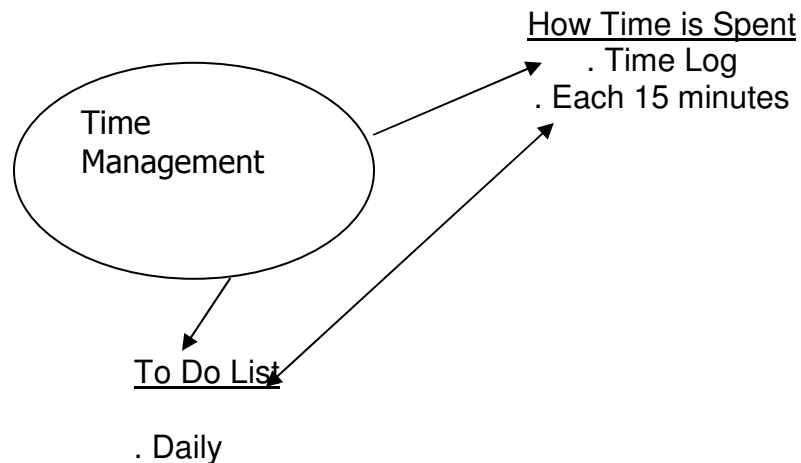 How Time is Spent
. Time Log
. Each 15 minutes
Time
Management
To Do List
. Daily